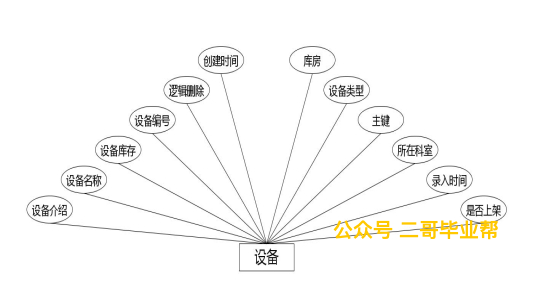 创建时间
库房
逻辑删除
设备类型
设备编号
主键
设备库存
所在科室
设备名称
录入时间
设备介绍
是否上架
公众号 二哥毕业帮
设备